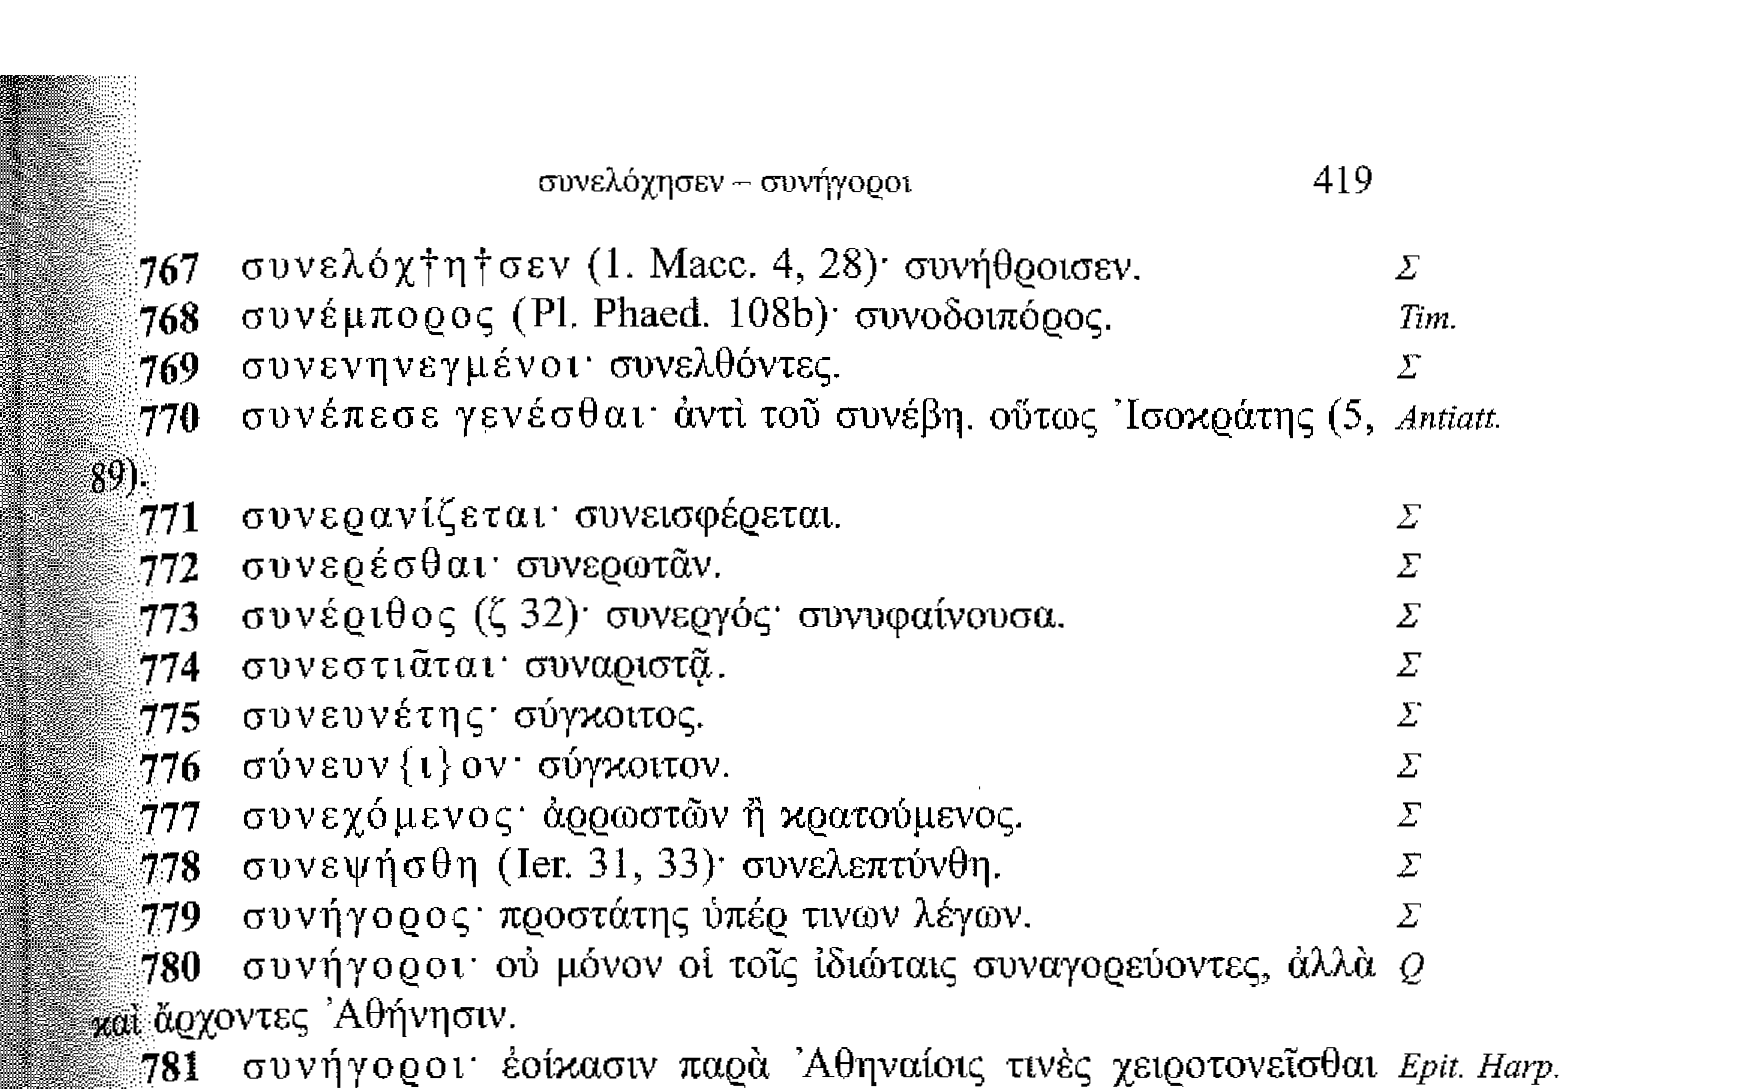 συνελόχησεν – συνήγοροι 419
767 συνελόχ†η†σεν (1. Macc. 4, 28)· συνήθροισεν. Σ
768 συνέμπορος (Pl. Phaed. 108b)· συνοδοιπόρος. Tim.
769 συνενηνεγμένοι· συνελθόντες. Σ
770 συνέπεσε γενέσθαι· ἀντὶ τοῦ συνέβη. οὕτως Ἰσοκράτης (5, Antiatt.
89).
771 συνερανίζεται· συνεισφέρεται. Σ
772 συνερέσθαι· συνερωτᾶν. Σ
773 συνέριθος (ζ 32)· συνεργός· συνυφαίνουσα. Σ
774 συνεστιᾶται· συναριστᾷ. Σ
775 συνευνέτης· σύγκοιτος. Σ
776 σύνευν{ι}ον· σύγκοιτον. Σ
777 συνεχόμενος· ἀρρωστῶν ἢ κρατούμενος. Σ
778 συνεψήσθη (Ier. 31, 33)· συνελεπτύνθη. Σ
779 συνήγορος· προστάτης ὑπέρ τινων λέγων. Σ
780 συνήγοροι· οὐ μόνον οἱ τοῖς ἰδιώταις συναγορεύοντες, ἀλλὰ Q
καὶ ἄρχοντες Ἀθήνησιν.
781 συνήγοροι· ἐοίκασιν παρὰ Ἀθηναίοις τινὲς χειροτονεῖσθαι Epit. Harp.